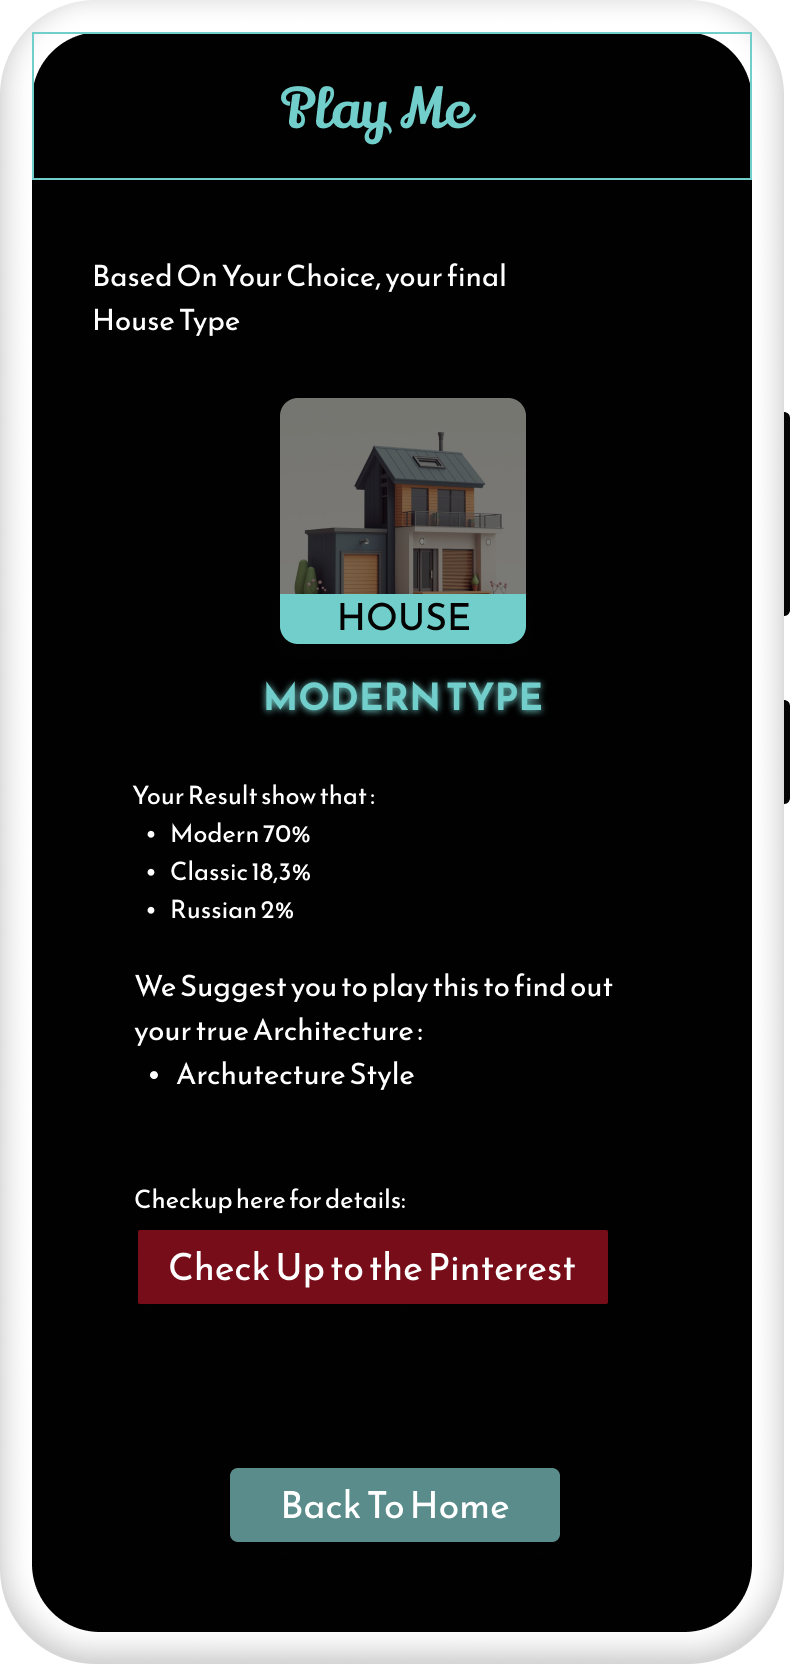 Play Me
Based On Your Choice, your final
House Type
HOUSE
MODERN TYPE
Your Result show that :
• Modern 70%
• Classic 18,3%
• Russian 2%
We Suggest you to play this to find out
your true Architecture :
• Archutecture Style
Checkup here for details:
Check Up to the Pinterest
Back To Home